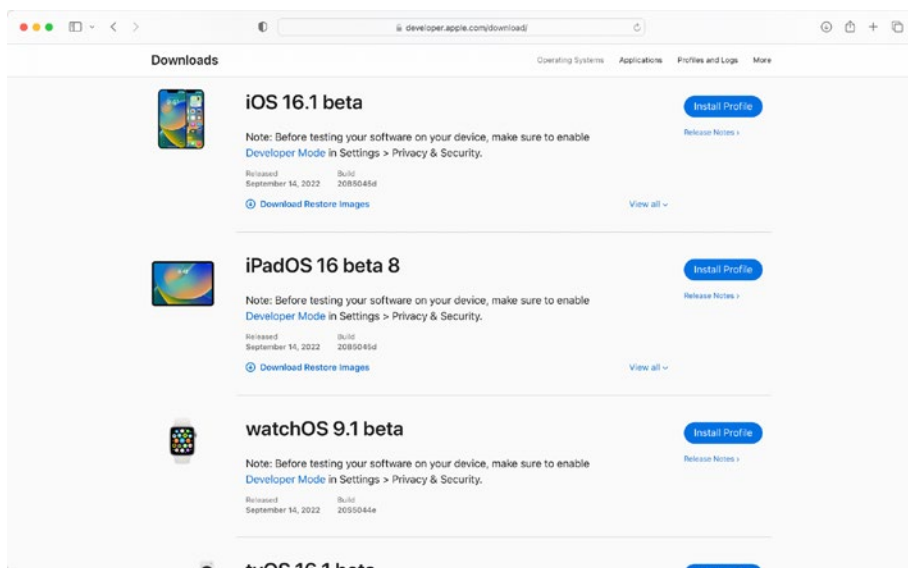 developer.apple.com/download/
Downloads
Operating Systems Applications Profiles and Logs More
iOS 16.1 beta
Install Profile
Note: Before testing your software on your device, make sure to enable
Developer Mode in Settings > Privacy & Security.
Release Notes >
Released Build
September 14, 2022 20B5045d
Download Restore Images
View all
iPadOS 16 beta 8
Install Profile
Note: Before testing your software on your device, make sure to enable
Developer Mode in Settings > Privacy & Security.
Release Notes >
Released Build
September 14, 2022 20B5045d
Download Restore Images
View all
watchOS 9.1 beta
Install Profile
Note: Before testing your software on your device, make sure to enable
Developer Mode in Settings > Privacy & Security.
Release Notes >
Released Build
September 14, 2022 20S5044e
tvOS 16.1 beta